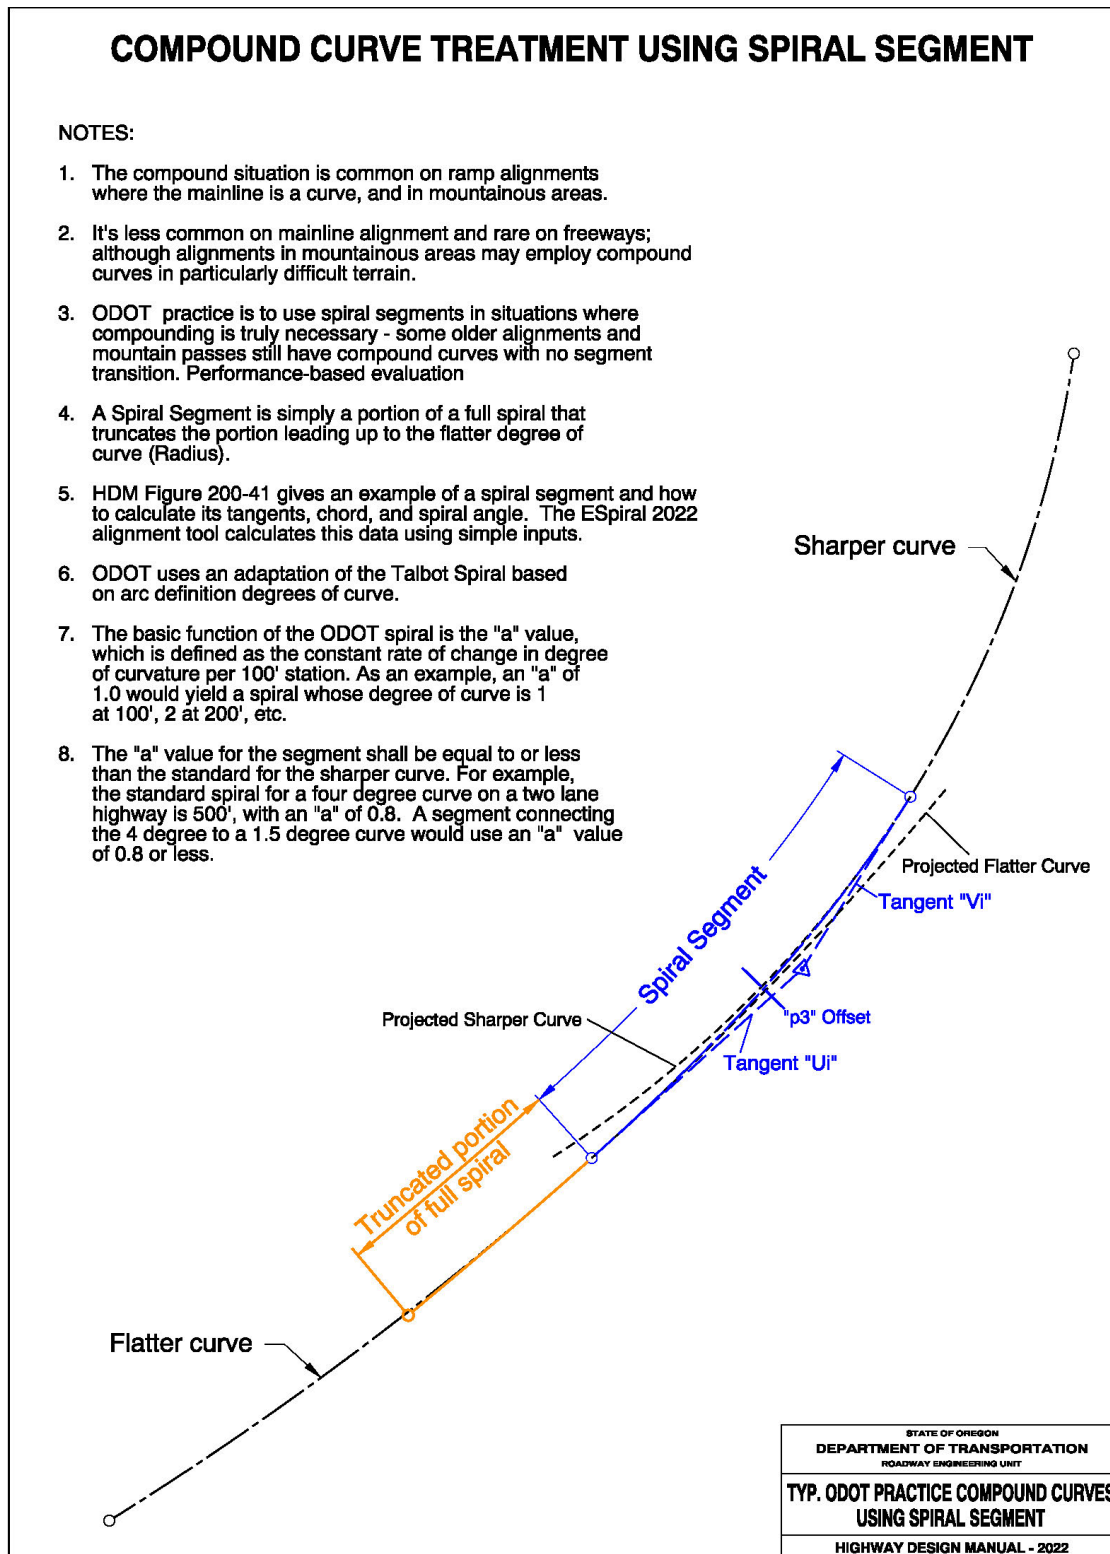 COMPOUND CURVE TREATMENT USING SPIRAL SEGMENT
NOTES:
1. The compound situation is common on ramp alignments
where the mainline is a curve, and in mountainous areas.
2. It's less common on mainline alignment and rare on freeways;
although alignments in mountainous areas may employ compound
curves in particularly difficult terrain.
3. ODOT practice is to use spiral segments in situations where
compounding is truly necessary - some older alignments and
mountain passes still have compound curves with no segment
transition. Performance-based evaluation
4. A Spiral Segment is simply a portion of a full spiral that
truncates the portion leading up to the flatter degree of
curve (Radius).
5. HDM Figure 200-41 gives an example of a spiral segment and how
to calculate its tangents, chord, and spiral angle. The ESpiral 2022
alignment tool calculates this data using simple inputs.
6. ODOT uses an adaptation of the Talbot Spiral based
on arc definition degrees of curve.
7. The basic function of the ODOT spiral is the "a" value,
which is defined as the constant rate of change in degree
of curvature per 100' station. As an example, an "a" of
1.0 would yield a spiral whose degree of curve is 1
at 100', 2 at 200', etc.
8. The "a" value for the segment shall be equal to or less
than the standard for the sharper curve. For example,
the standard spiral for a four degree curve on a two lane
highway is 500', with an "a" of 0.8. A segment connecting
the 4 degree to a 1.5 degree curve would use an "a" value
of 0.8 or less.
Sharper curve
Projected Flatter Curve
Tangent "Vi"
Spiral Segment
"p3" Offset
Projected Sharper Curve
Tangent "Ui"
Truncated portion
of full spiral
Flatter curve
STATE OF OREGON
DEPARTMENT OF TRANSPORTATION
ROADWAY ENGINEERING UNIT
TYP. ODOT PRACTICE COMPOUND CURVES
USING SPIRAL SEGMENT
HIGHWAY DESIGN MANUAL - 2022